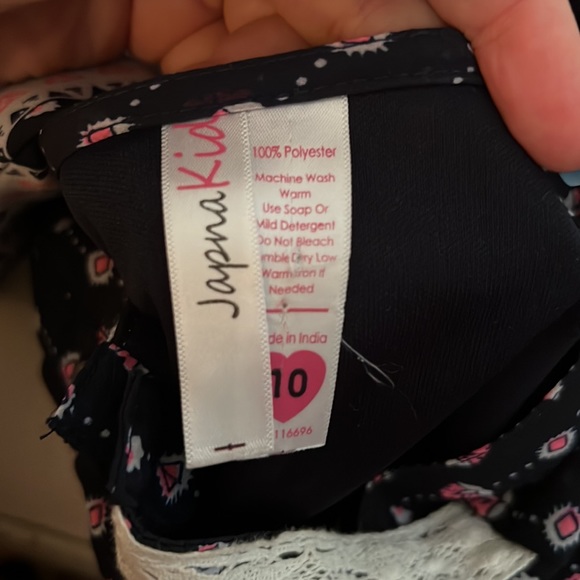 JapnaKid
100% Polyester
Machine Wash
Warm
Use Soap Or
Mild Detergent
Do Not Bleach
mble Dry Low
Warm Iron If
Needed
de in India
10
116696